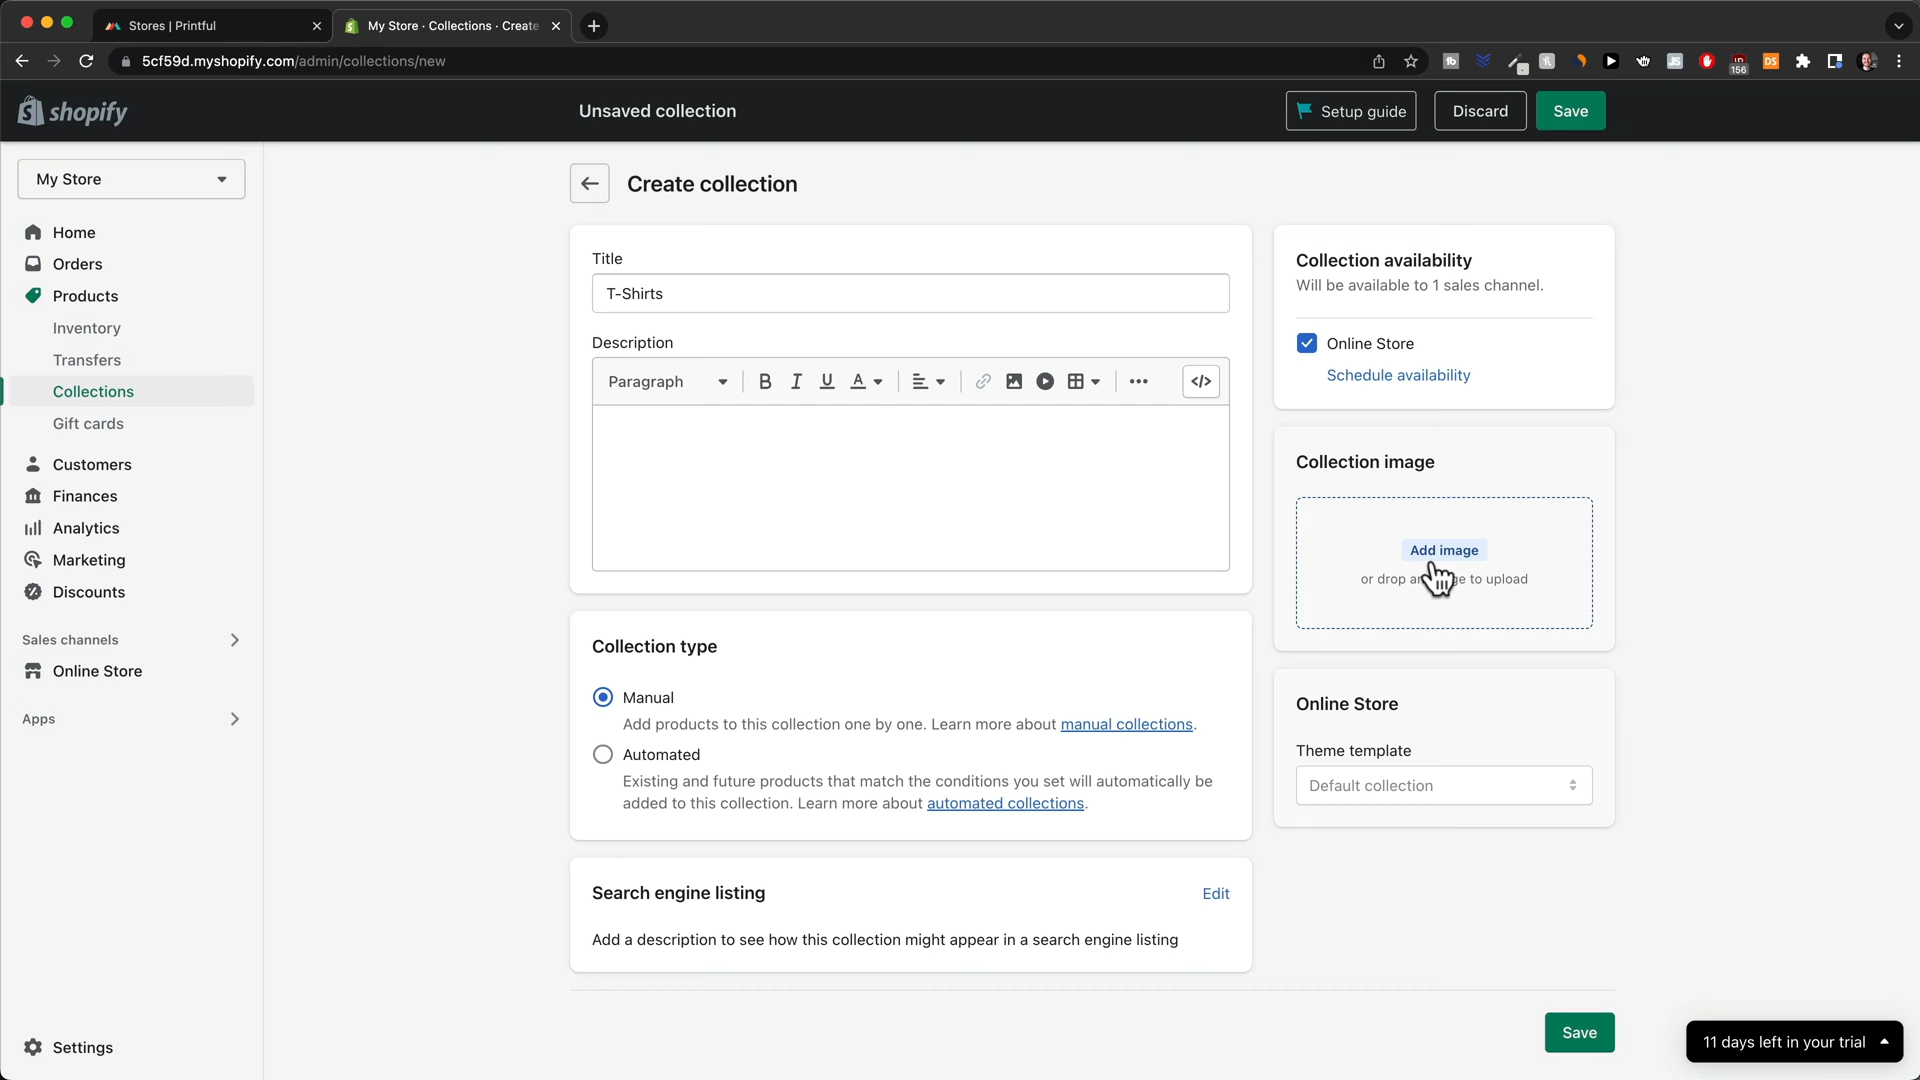 Stores | Printful
My Store · Collections · Create
5cf59d.myshopify.com/admin/collections/new
156
shopify
Unsaved collection
Setup guide
Discard
Save
My Store
Home
Orders
Products
Inventory
Transfers
Collections
Gift cards
Customers
Finances
Analytics
Marketing
Discounts
Sales channels
Online Store
Apps
Settings
Create collection
Title
T-Shirts
Description
Paragraph
B I U A
</>
Collection type
Manual
Add products to this collection one by one. Learn more about manual collections.
Automated
Existing and future products that match the conditions you set will automatically be
added to this collection. Learn more about automated collections.
Search engine listing
Edit
Add a description to see how this collection might appear in a search engine listing
Collection availability
Will be available to 1 sales channel.
Online Store
Schedule availability
Collection image
Add image
or drop to upload
Online Store
Theme template
Default collection
Save
11 days left in your trial